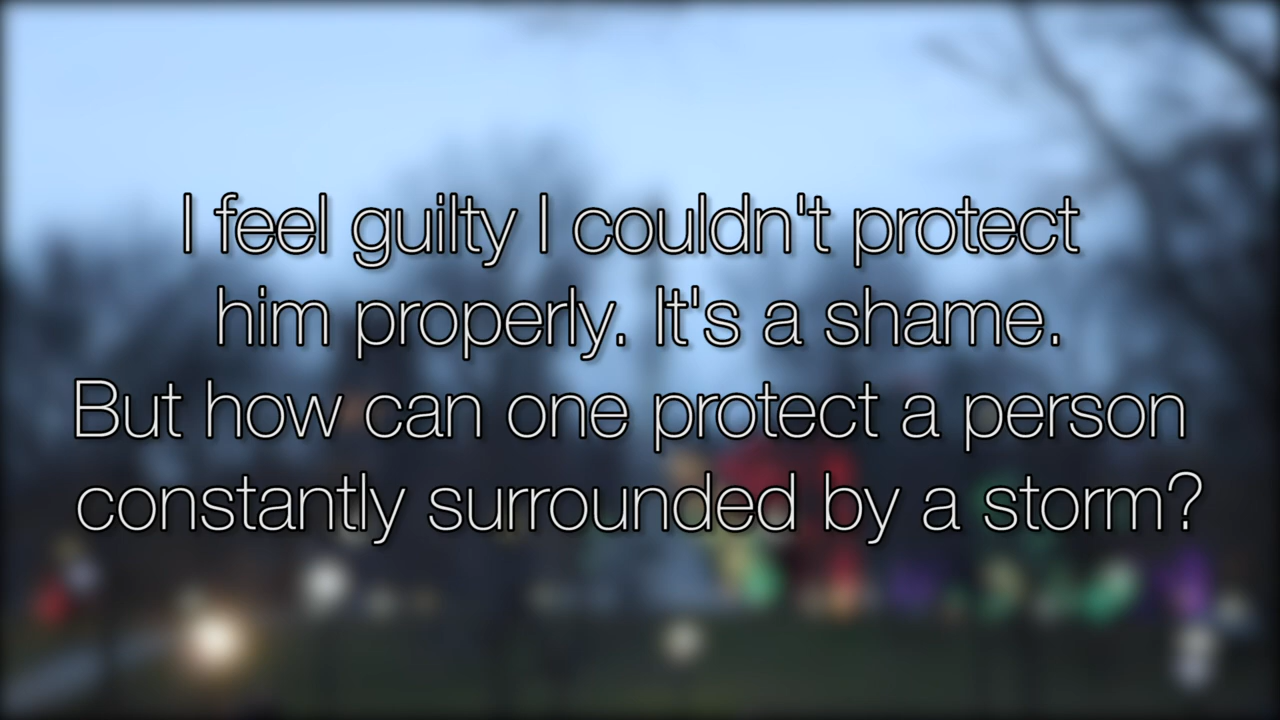 I feel guilty I couldn't protect
him properly. It's a shame.
But how can one protect a person
constantly surrounded by a storm?